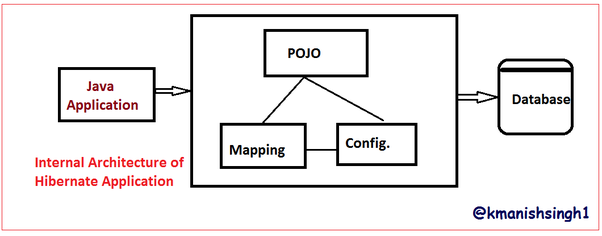 POJO
Java
Application
Mapping
Config.
Database
Internal Architecture of
Hibernate Application
@kmanishsingh1